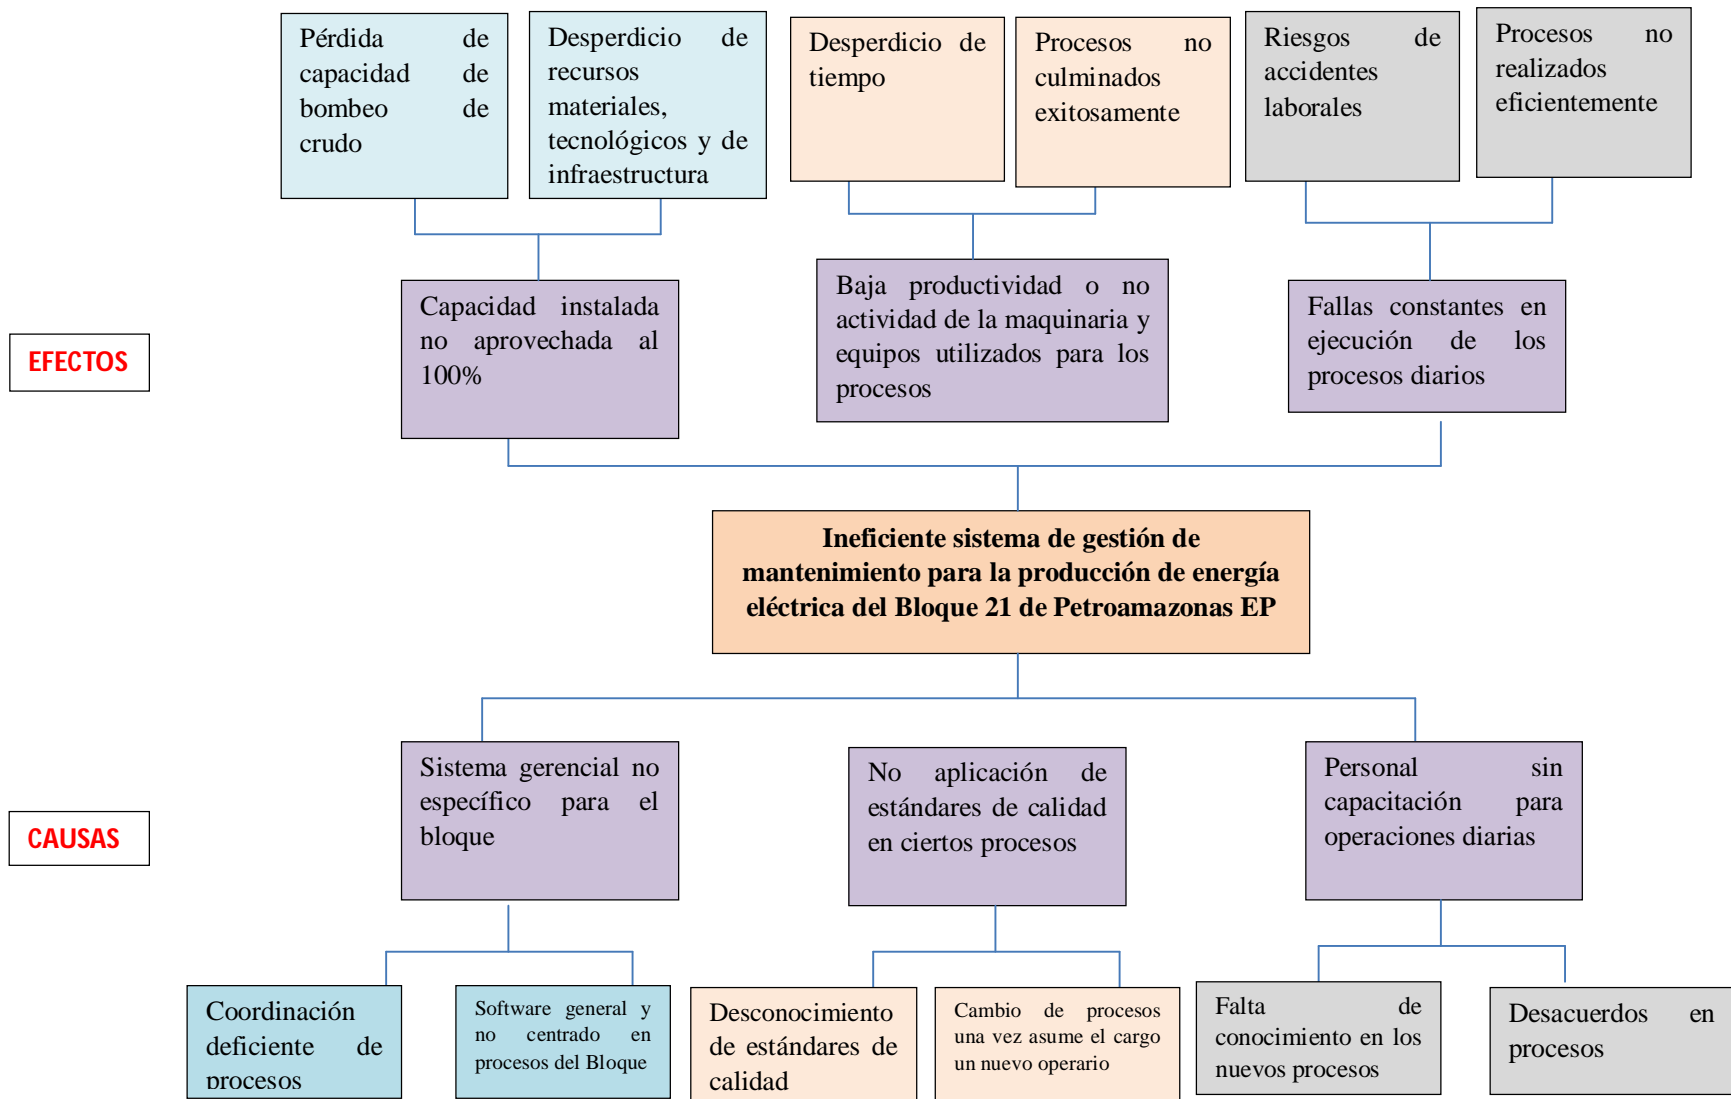 Pérdida de
capacidad de
bombeo de
crudo
Desperdicio de
recursos
materiales,
tecnológicos y de
infraestructura
Desperdicio de
tiempo
Procesos no
culminados
exitosamente
Riesgos de
accidentes
laborales
Procesos no
realizados
eficientemente
EFECTOS
Capacidad instalada
no aprovechada al
100%
Baja productividad o no
actividad de la maquinaria y
equipos utilizados para los
procesos
Fallas constantes en
ejecución de los
procesos diarios
Ineficiente sistema de gestión de
mantenimiento para la producción de energía
eléctrica del Bloque 21 de Petroamazonas EP
CAUSAS
Sistema gerencial no
específico para el
bloque
No aplicación de
estándares de calidad
en ciertos procesos
Personal sin
capacitación para
operaciones diarias
Coordinación
deficiente de
procesos
Software general y
no centrado en
procesos del Bloque
Desconocimiento
de estándares de
calidad
Cambio de procesos
una vez asume el cargo
un nuevo operario
Falta de
conocimiento en los
nuevos procesos
Desacuerdos en
procesos